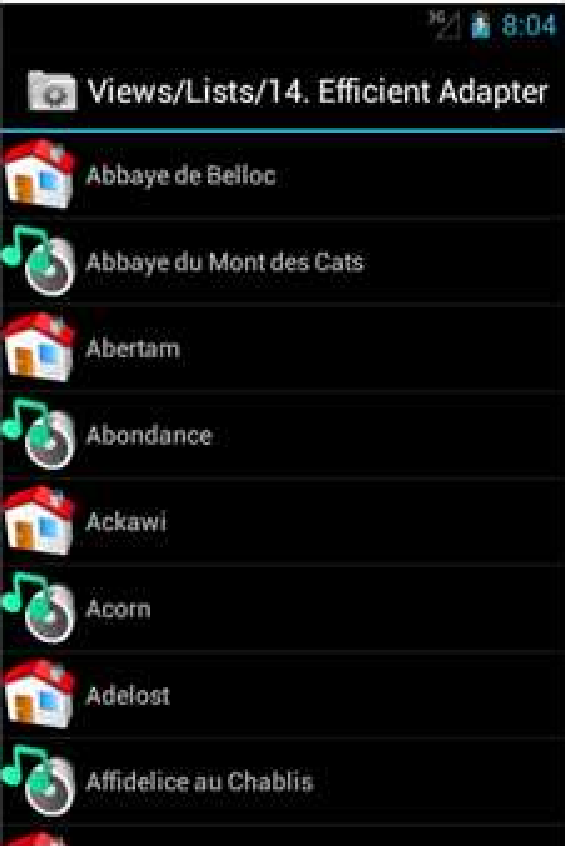 3G 8:04
Views/Lists/14. Efficient Adapter
Abbaye de Belloc
Abbaye du Mont des Cats
Abertam
Abondance
Ackawi
Acorn
Adelost
Affidelice au Chablis